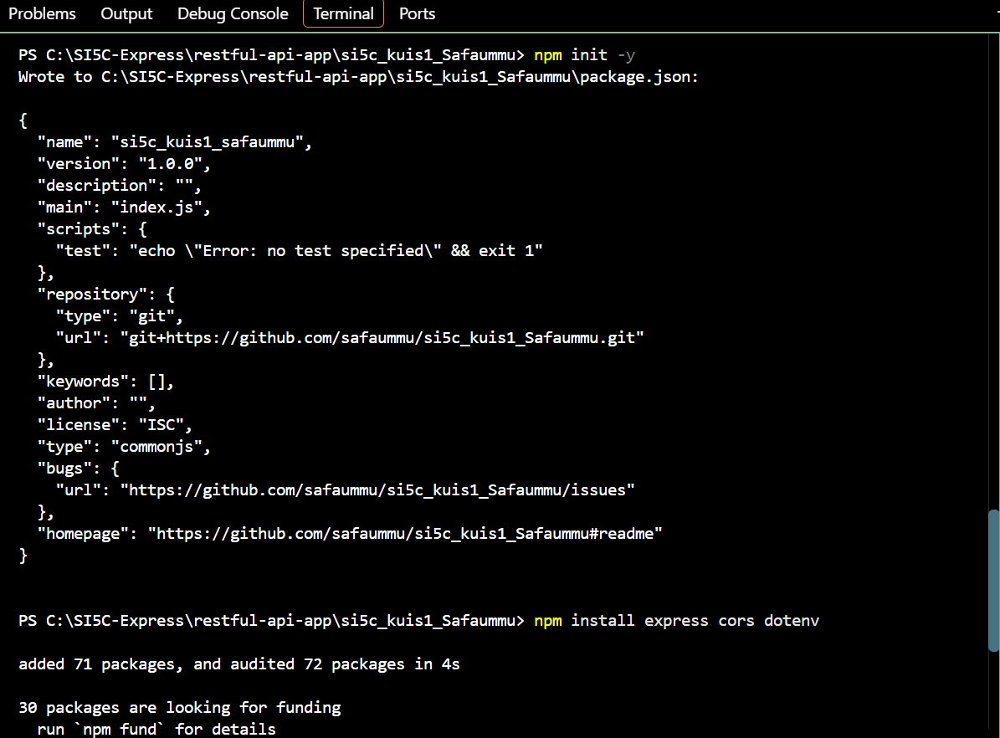 Problems Output Debug Console Terminal Ports
PS C:\SI5C-Express\restful-api-app\si5c_kuis1_Safaummu> npm init -y
Wrote to C:\SI5C-Express\restful-api-app\si5c_kuis1_Safaummu\package.json:
{
  "name": "si5c_kuis1_safaummu",
  "version": "1.0.0",
  "description": "",
  "main": "index.js",
  "scripts": {
    "test": "echo \"Error: no test specified\" && exit 1"
  },
  "repository": {
    "type": "git",
    "url": "git+https://github.com/safaummu/si5c_kuis1_Safaummu.git"
  },
  "keywords": [],
  "author": "",
  "license": "ISC",
  "type": "commonjs",
  "bugs": {
    "url": "https://github.com/safaummu/si5c_kuis1_Safaummu/issues"
  },
  "homepage": "https://github.com/safaummu/si5c_kuis1_Safaummu#readme"
}
PS C:\SI5C-Express\restful-api-app\si5c_kuis1_Safaummu> npm install express cors dotenv
added 71 packages, and audited 72 packages in 4s
30 packages are looking for funding
  run `npm fund` for details